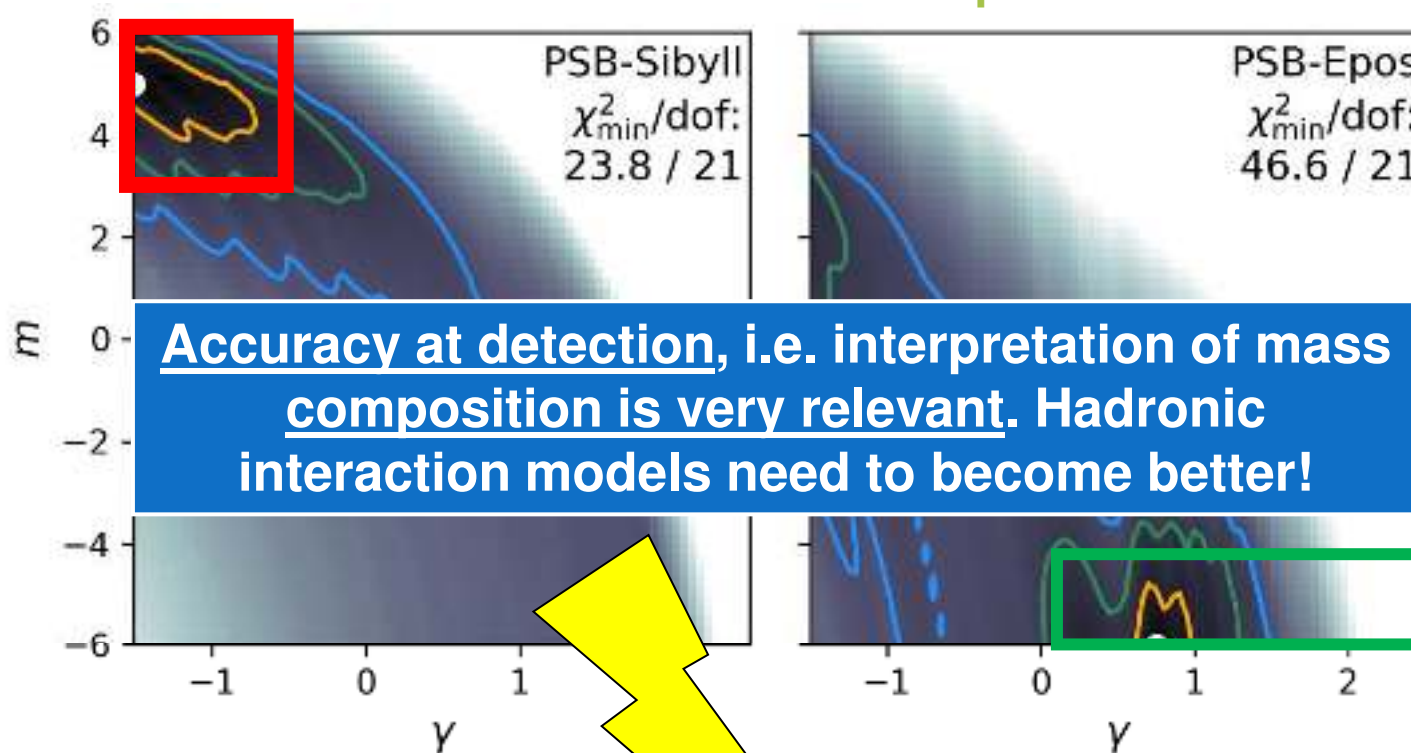 6
4
2
0
−2
−4
−6
m
PSB-Sibyll
χ²min/dof:
23.8 / 21
PSB-Epos
χ²min/dof:
46.6 / 21
Accuracy at detection, i.e. interpretation of mass
composition is very relevant. Hadronic
interaction models need to become better!
−1 0 1
γ
−1 0 1 2
γ